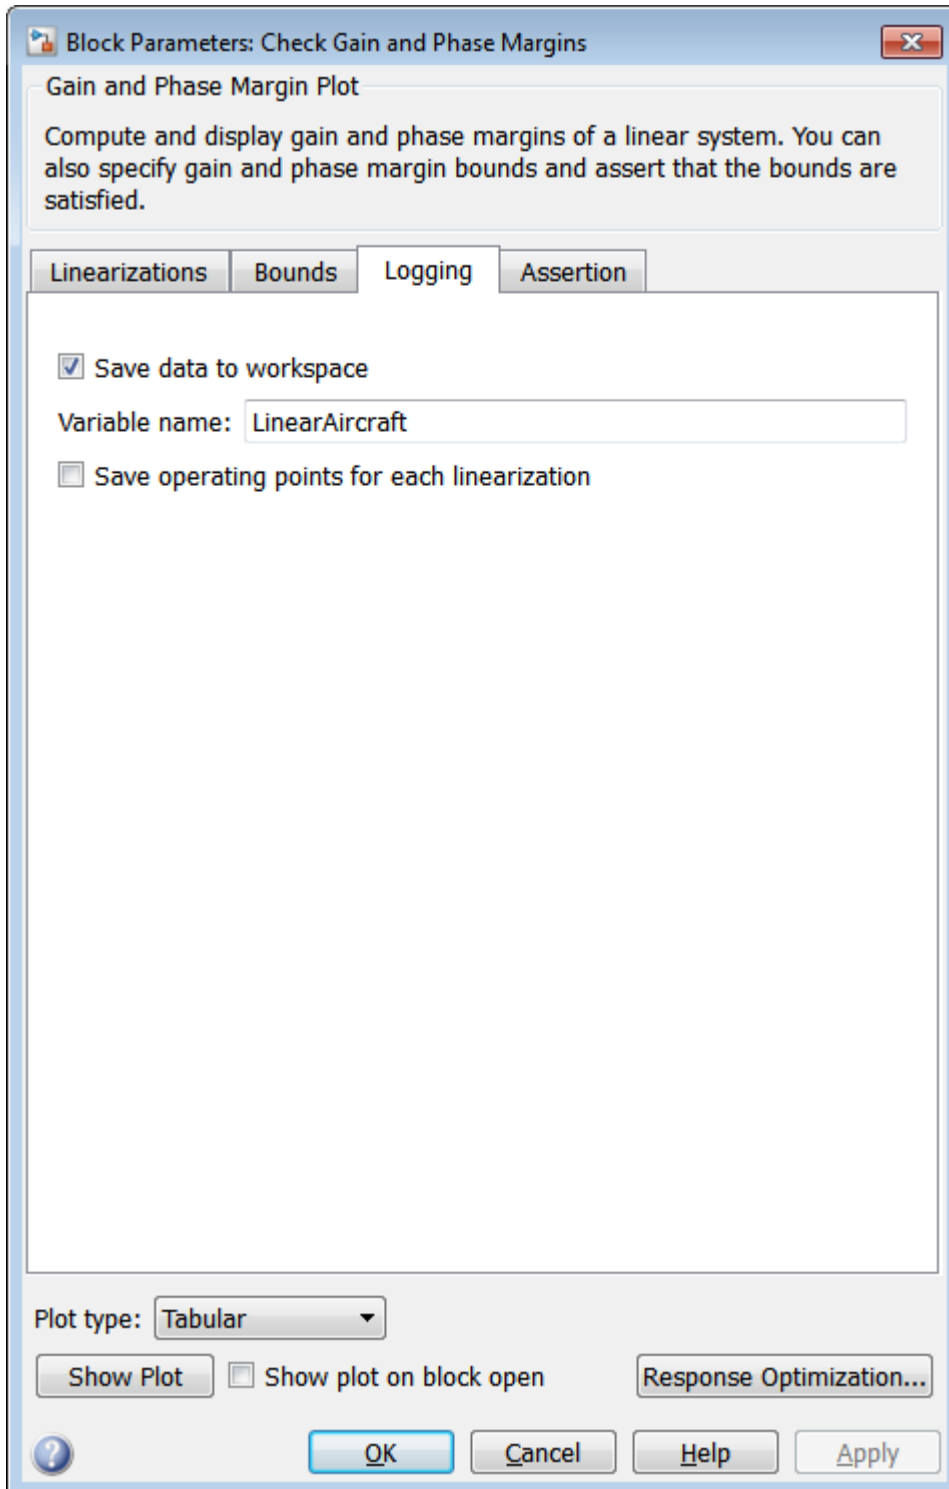 Block Parameters: Check Gain and Phase Margins
Gain and Phase Margin Plot
Compute and display gain and phase margins of a linear system. You can
also specify gain and phase margin bounds and assert that the bounds are
satisfied.
Linearizations Bounds Logging Assertion
Save data to workspace
Variable name: LinearAircraft
Save operating points for each linearization
Plot type: Tabular
Show Plot Show plot on block open Response Optimization...
? OK Cancel Help Apply